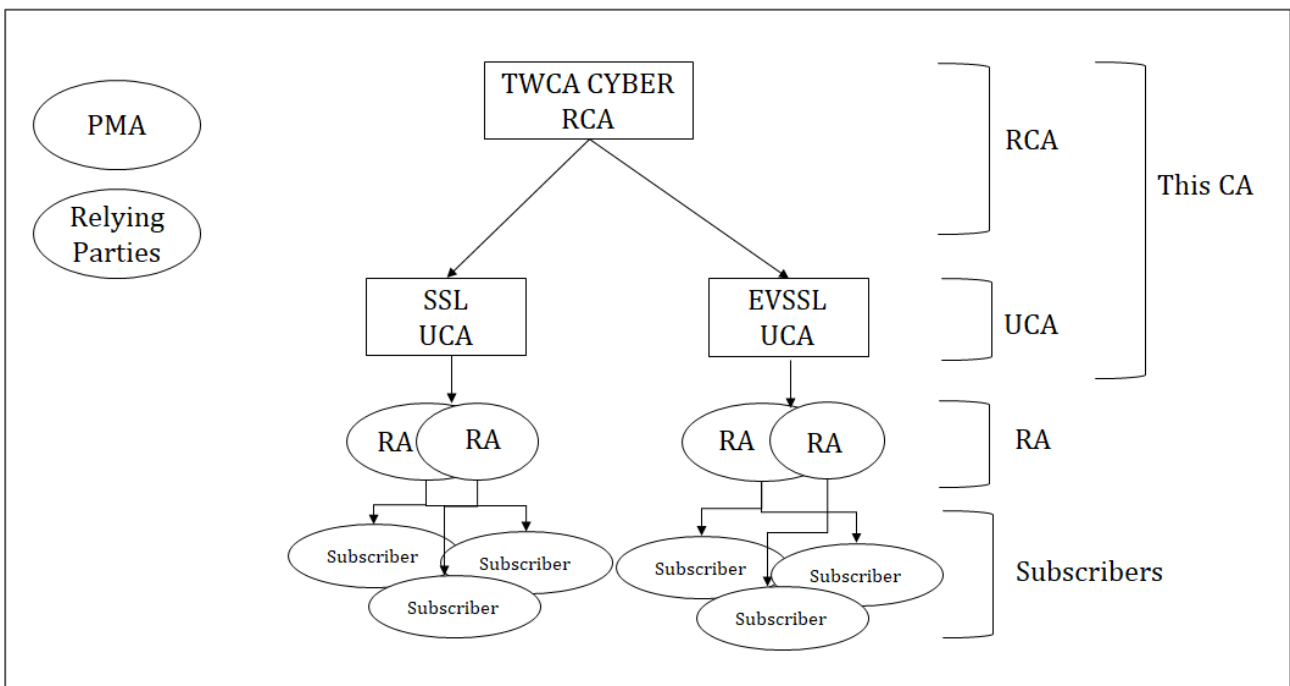 TWCA CYBER
RCA
PMA
RCA
This CA
Relying
Parties
SSL
UCA
EVSSL
UCA
UCA
RA
RA
RA
RA
RA
Subscriber
Subscriber
Subscriber
Subscriber
Subscriber
Subscriber
Subscribers